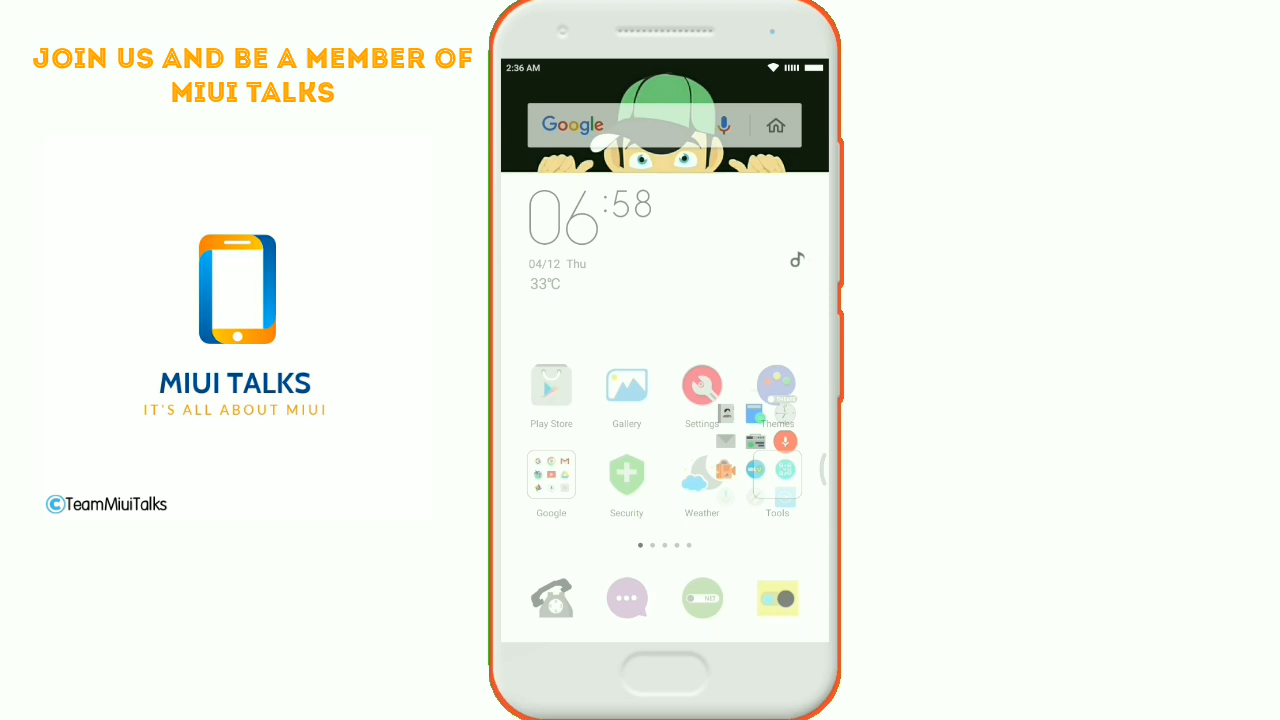 JOIN US AND BE A MEMBER OF
MIUI TALKS
MIUI TALKS
IT'S ALL ABOUT MIUI
©TeamMiuiTalks
2:36 AM
Google
06:58
04/12 Thu
33℃
Play Store
Gallery
Settings
Themes
Google
Security
Weather
Tools
NET